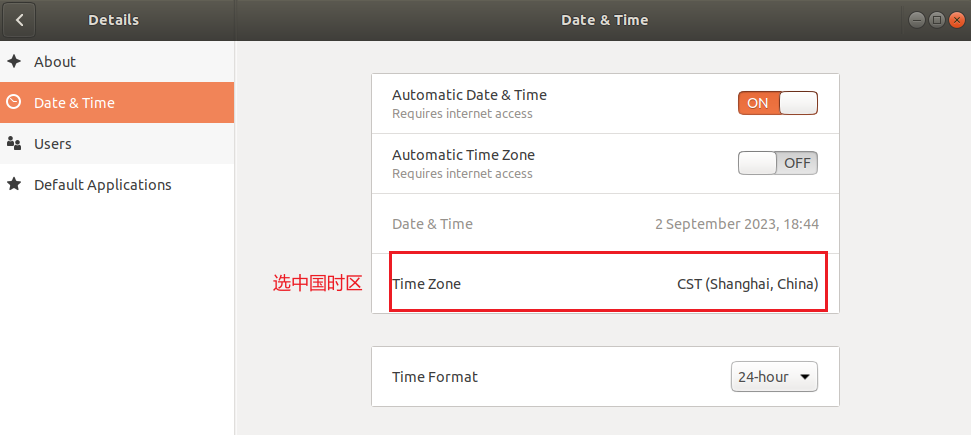 Details
Date & Time
About
Date & Time
Users
Default Applications
Automatic Date & Time
Requires internet access
ON
Automatic Time Zone
Requires internet access
OFF
Date & Time
2 September 2023, 18:44
选中国时区
Time Zone
CST (Shanghai, China)
Time Format
24-hour